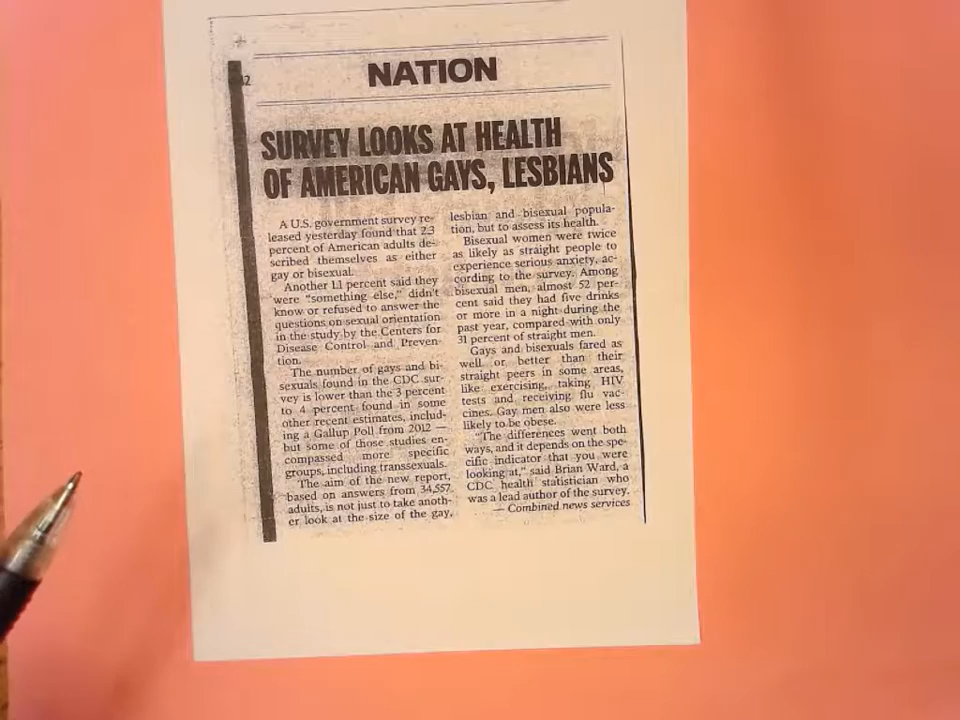 NATION
SURVEY LOOKS AT HEALTH
OF AMERICAN GAYS, LESBIANS
A U.S. government survey re-
leased yesterday found that 2.3
percent of American adults de-
scribed themselves as either
gay or bisexual.
Another 1.1 percent said they
were “something else,” didn’t
know or refused to answer the
questions on sexual orientation
in the study by the Centers for
Disease Control and Preven-
tion.
The number of gays and bi-
sexuals found in the CDC sur-
vey is lower than the 3 percent
to 4 percent found in some
other recent estimates, includ-
ing a Gallup Poll from 2012 —
but some of those studies en-
compassed more specific
groups, including transsexuals.
The aim of the new report,
based on answers from 34,557
adults, is not just to take anoth-
er look at the size of the gay,
lesbian and bisexual popula-
tion, but to assess its health.
Bisexual women were twice
as likely as straight people to
experience serious anxiety, ac-
cording to the survey. Among
bisexual men, almost 52 per-
cent said they had five drinks
or more in a night during the
past year, compared with only
31 percent of straight men.
Gays and bisexuals fared as
well or better than their
straight peers in some areas,
like exercising, taking HIV
tests and receiving flu vac-
cines. Gay men also were less
likely to be obese.
“The differences went both
ways, and it depends on the spe-
cific indicator that you were
looking at,” said Brian Ward, a
CDC health statistician who
was a lead author of the survey.
— Combined news services